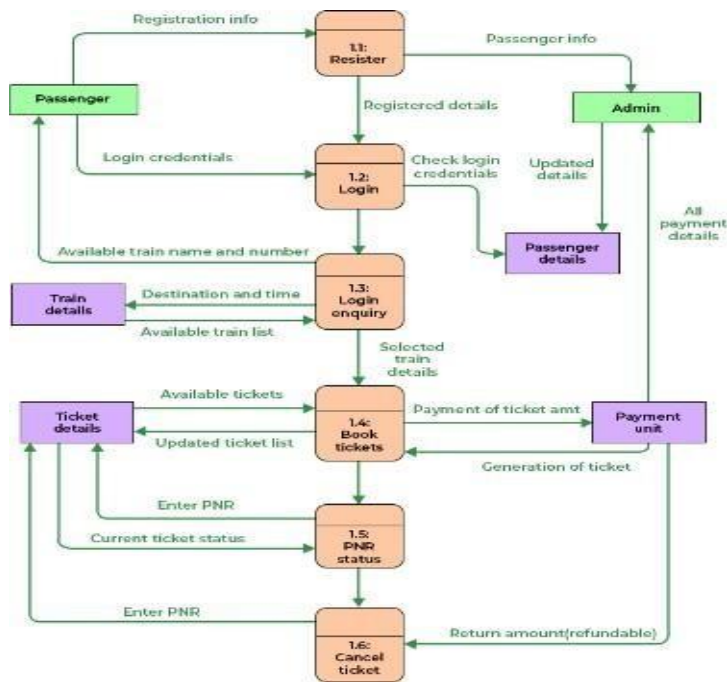 Registration info
1.1:
Resister
Passenger info
Passenger
Admin
Registered details
Login credentials
1.2:
Login
Check login
credentials
Updated
details
All
payment
details
Available train name and number
Passenger
details
1.3:
Login
enquiry
Train
details
Destination and time
Available train list
Selected
train
details
Available tickets
Ticket
details
1.4:
Book
tickets
Payment of ticket amt
Payment
unit
Updated ticket list
Generation of ticket
Enter PNR
1.5:
PNR
status
Current ticket status
Enter PNR
1.6:
Cancel
ticket
Return amount(refundable)